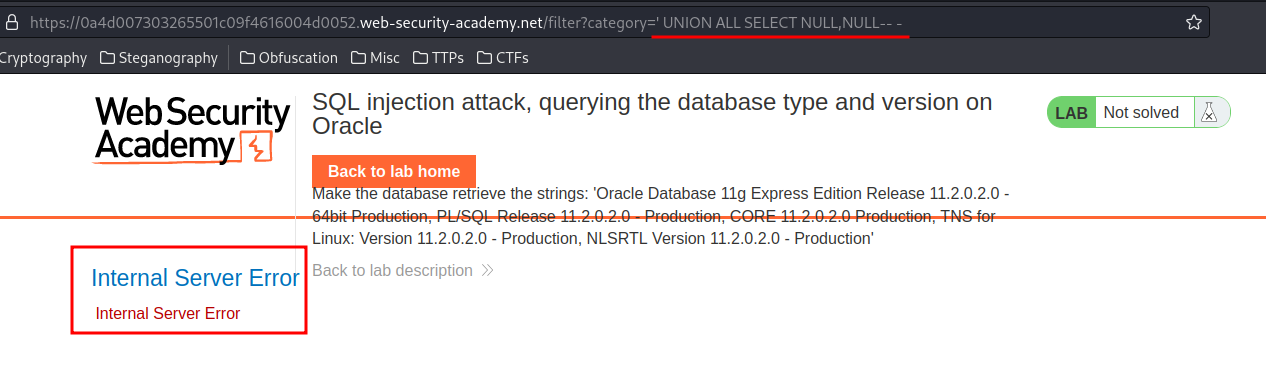 https://0a4d007303265501c09f4616004d0052.web-security-academy.net/filter?category=' UNION ALL SELECT NULL,NULL-- -
Cryptography Steganography Obfuscation Misc TTPs CTFs
Web Security
Academy
SQL injection attack, querying the database type and version on
Oracle
LAB Not solved
Back to lab home
Make the database retrieve the strings: 'Oracle Database 11g Express Edition Release 11.2.0.2.0 -
64bit Production, PL/SQL Release 11.2.0.2.0 - Production, CORE 11.2.0.2.0 Production, TNS for
Linux: Version 11.2.0.2.0 - Production, NLSRTL Version 11.2.0.2.0 - Production'
Back to lab description
Internal Server Error
Internal Server Error